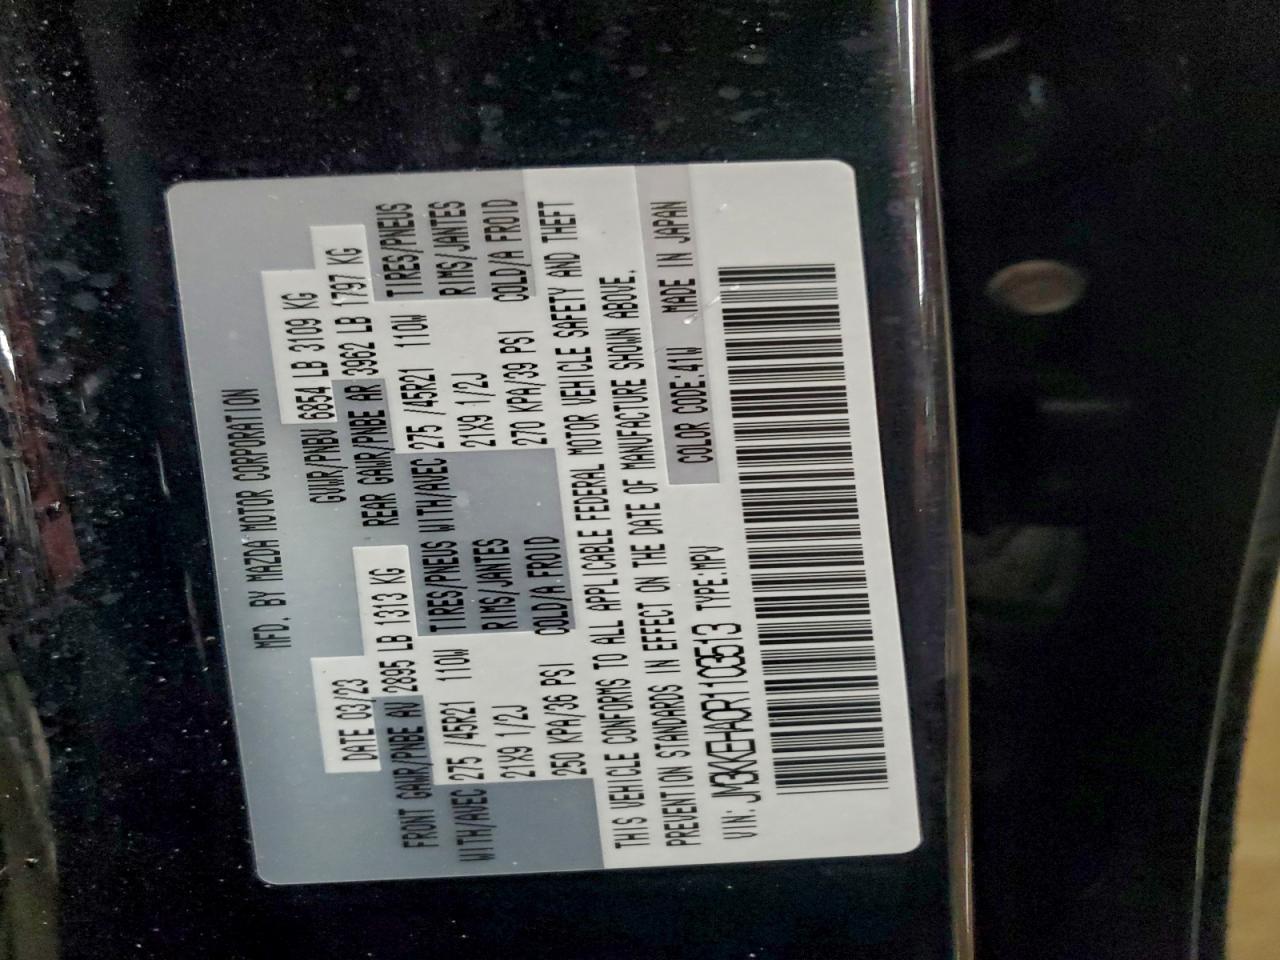 MFD. BY MAZDA MOTOR CORPORATION
DATE 03/23 GVWR/PNBV 6854 LB 3109 KG
FRONT GAWR/PNBE AV 2895 LB 1313 KG REAR GAWR/PNBE AR 3962 LB 1797 KG
WITH/AVEC 275 /45R21 110W TIRES/PNEUS WITH/AVEC 275 /45R21 110W TIRES/PNEUS
21X9 1/2J RIMS/JANTES 21X9 1/2J RIMS/JANTES
250 KPA/36 PSI COLD/A FROID 270 KPA/39 PSI COLD/A FROID
THIS VEHICLE CONFORMS TO ALL APPLICABLE FEDERAL MOTOR VEHICLE SAFETY AND THEFT
PREVENTION STANDARDS IN EFFECT ON THE DATE OF MANUFACTURE SHOWN ABOVE.
VIN: JM3KKEHA0R1103513 TYPE:MPV COLOR CODE:41W MADE IN JAPAN